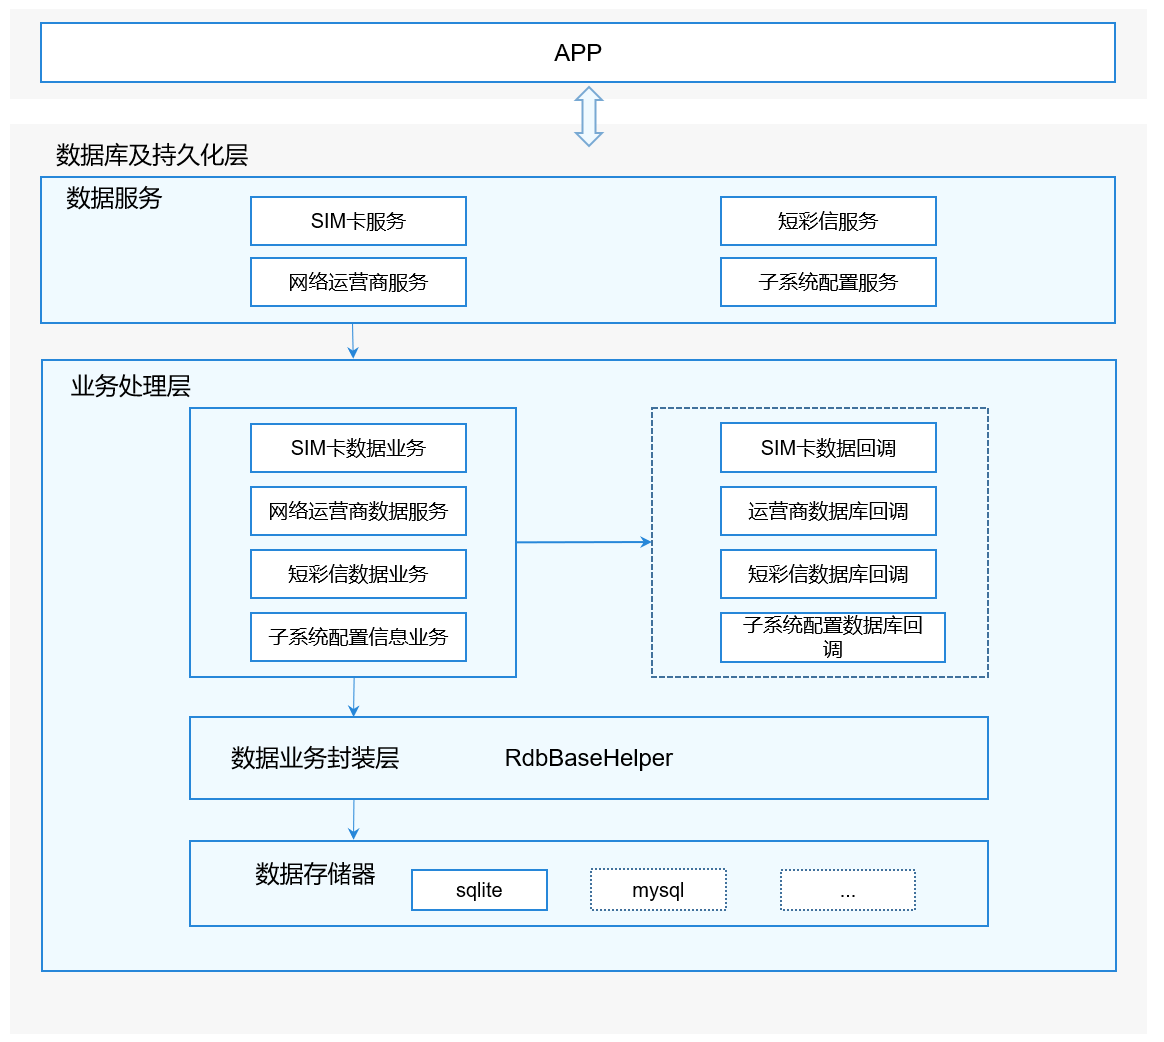 APP
数据库及持久化层
数据服务
SIM卡服务
短彩信服务
网络运营商服务
子系统配置服务
业务处理层
SIM卡数据业务
网络运营商数据服务
短彩信数据业务
子系统配置信息业务
SIM卡数据回调
运营商数据库回调
短彩信数据库回调
子系统配置数据库回
调
数据业务封装层
RdbBaseHelper
数据存储器
sqlite
mysql
...